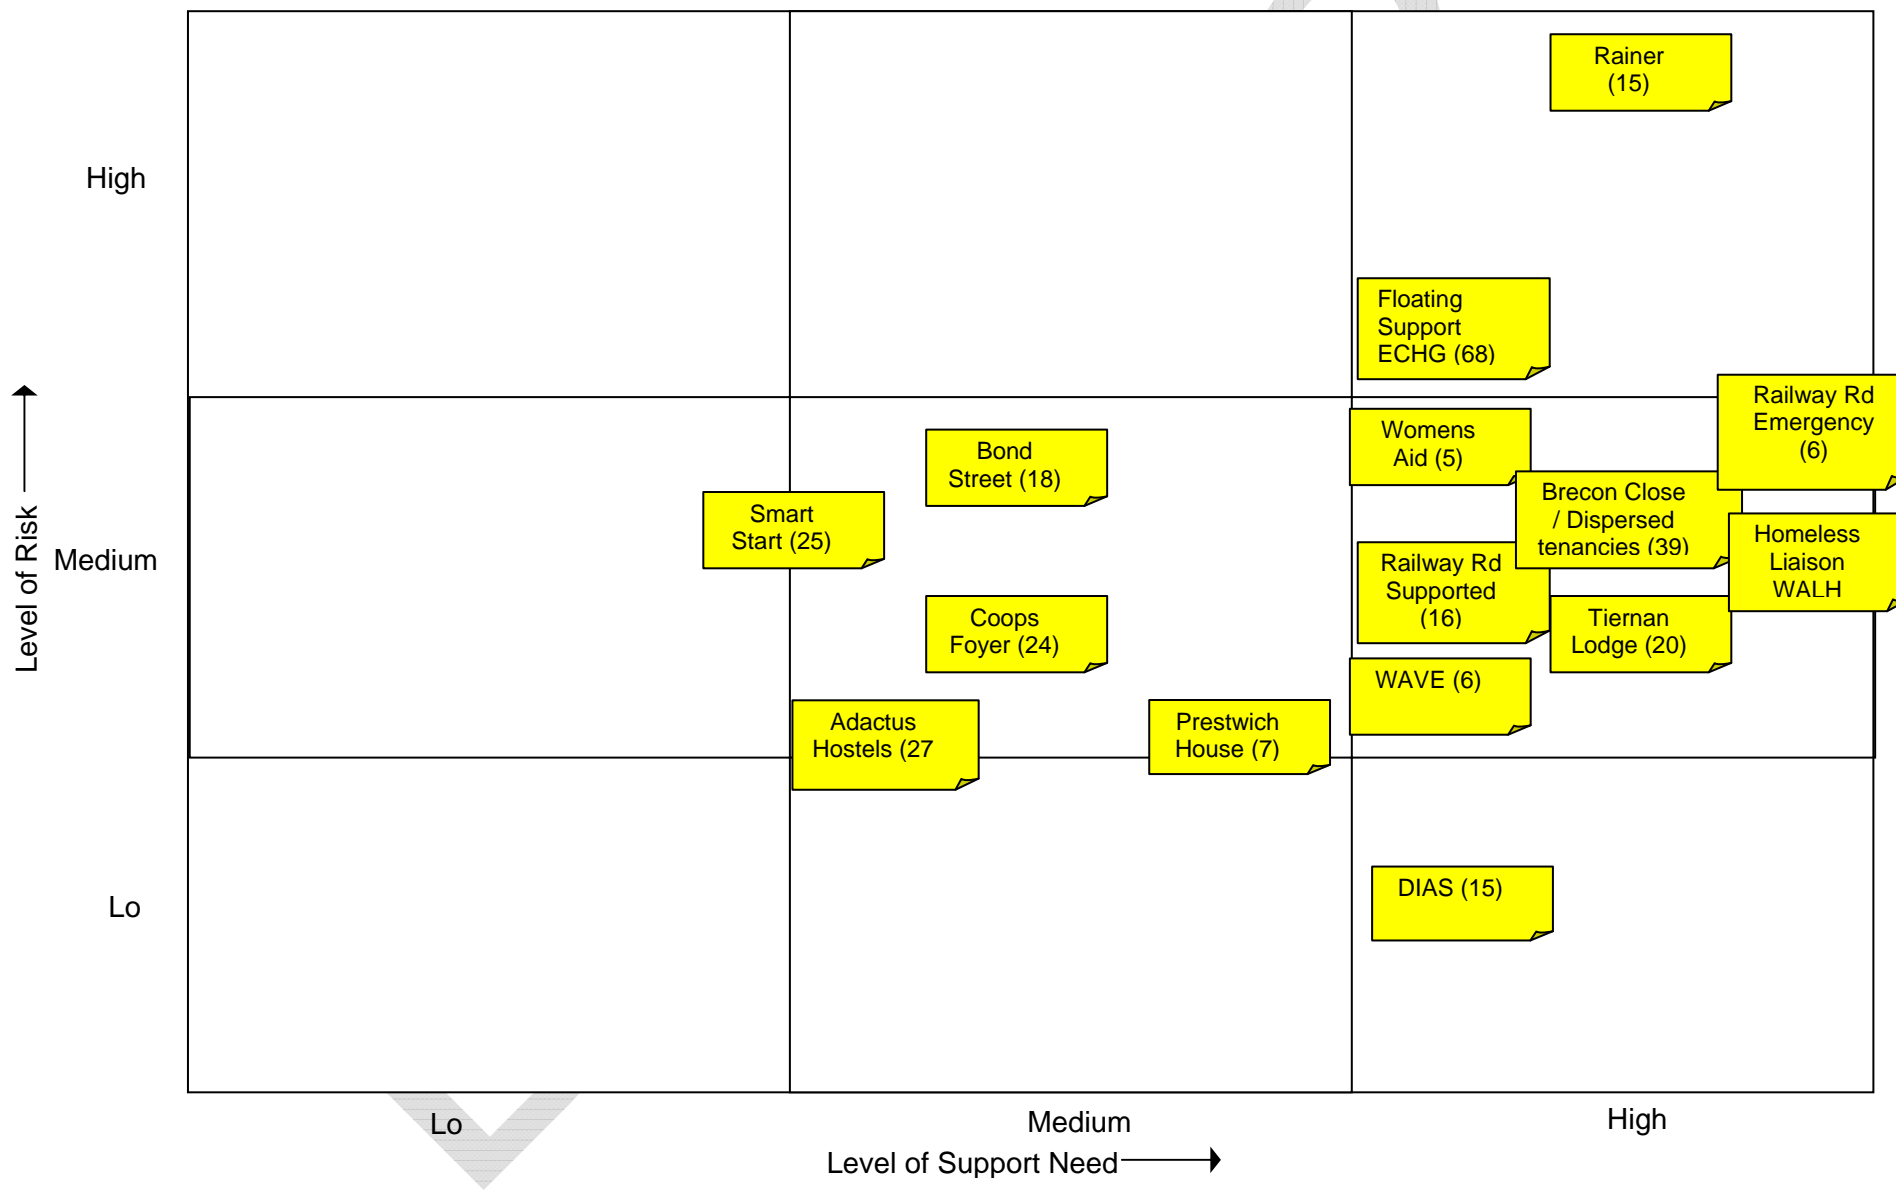 Rainer
(15)
High
Floating
Support
ECHG (68)
Railway Rd
Emergency
(6)
Womens
Aid (5)
Bond
Street (18)
Brecon Close
/ Dispersed
tenancies (39)
Smart
Start (25)
Homeless
Liaison
WALH
Level of Risk
Medium
Railway Rd
Supported
(16)
Coops
Foyer (24)
Tiernan
Lodge (20)
WAVE (6)
Adactus
Hostels (27
Prestwich
House (7)
DIAS (15)
Lo
Lo
Medium
High
Level of Support Need